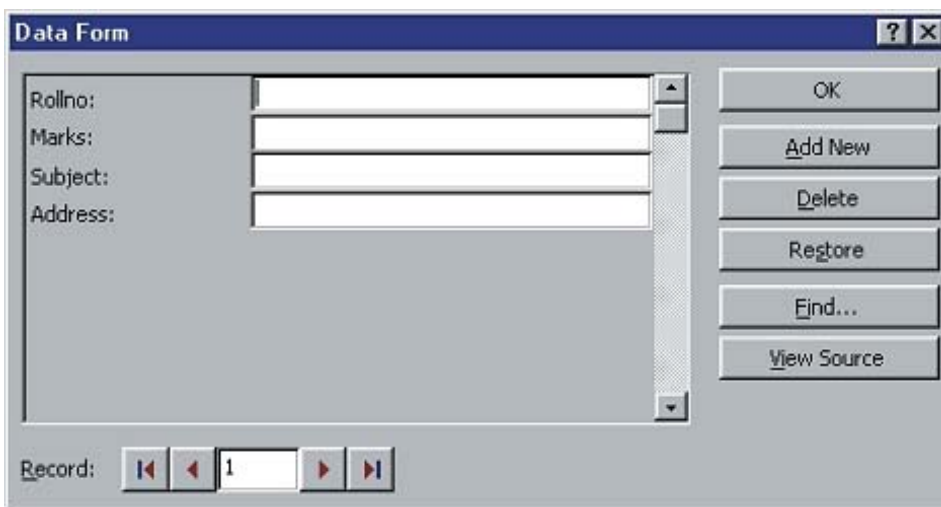 Data Form
Rollno:
Marks:
Subject:
Address:
OK
Add New
Delete
Restore
Find...
View Source
Record: 1